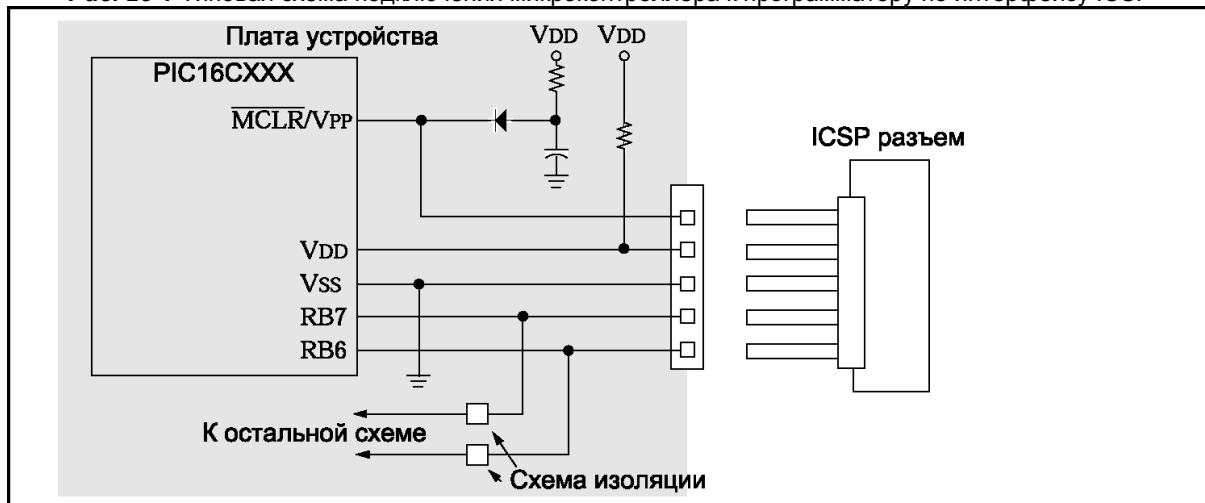 Плата устройства
VDD VDD
PIC16CXXX
MCLR/VPP
ICSP разъем
VDD
VSS
RB7
RB6
К остальной схеме
Схема изоляции